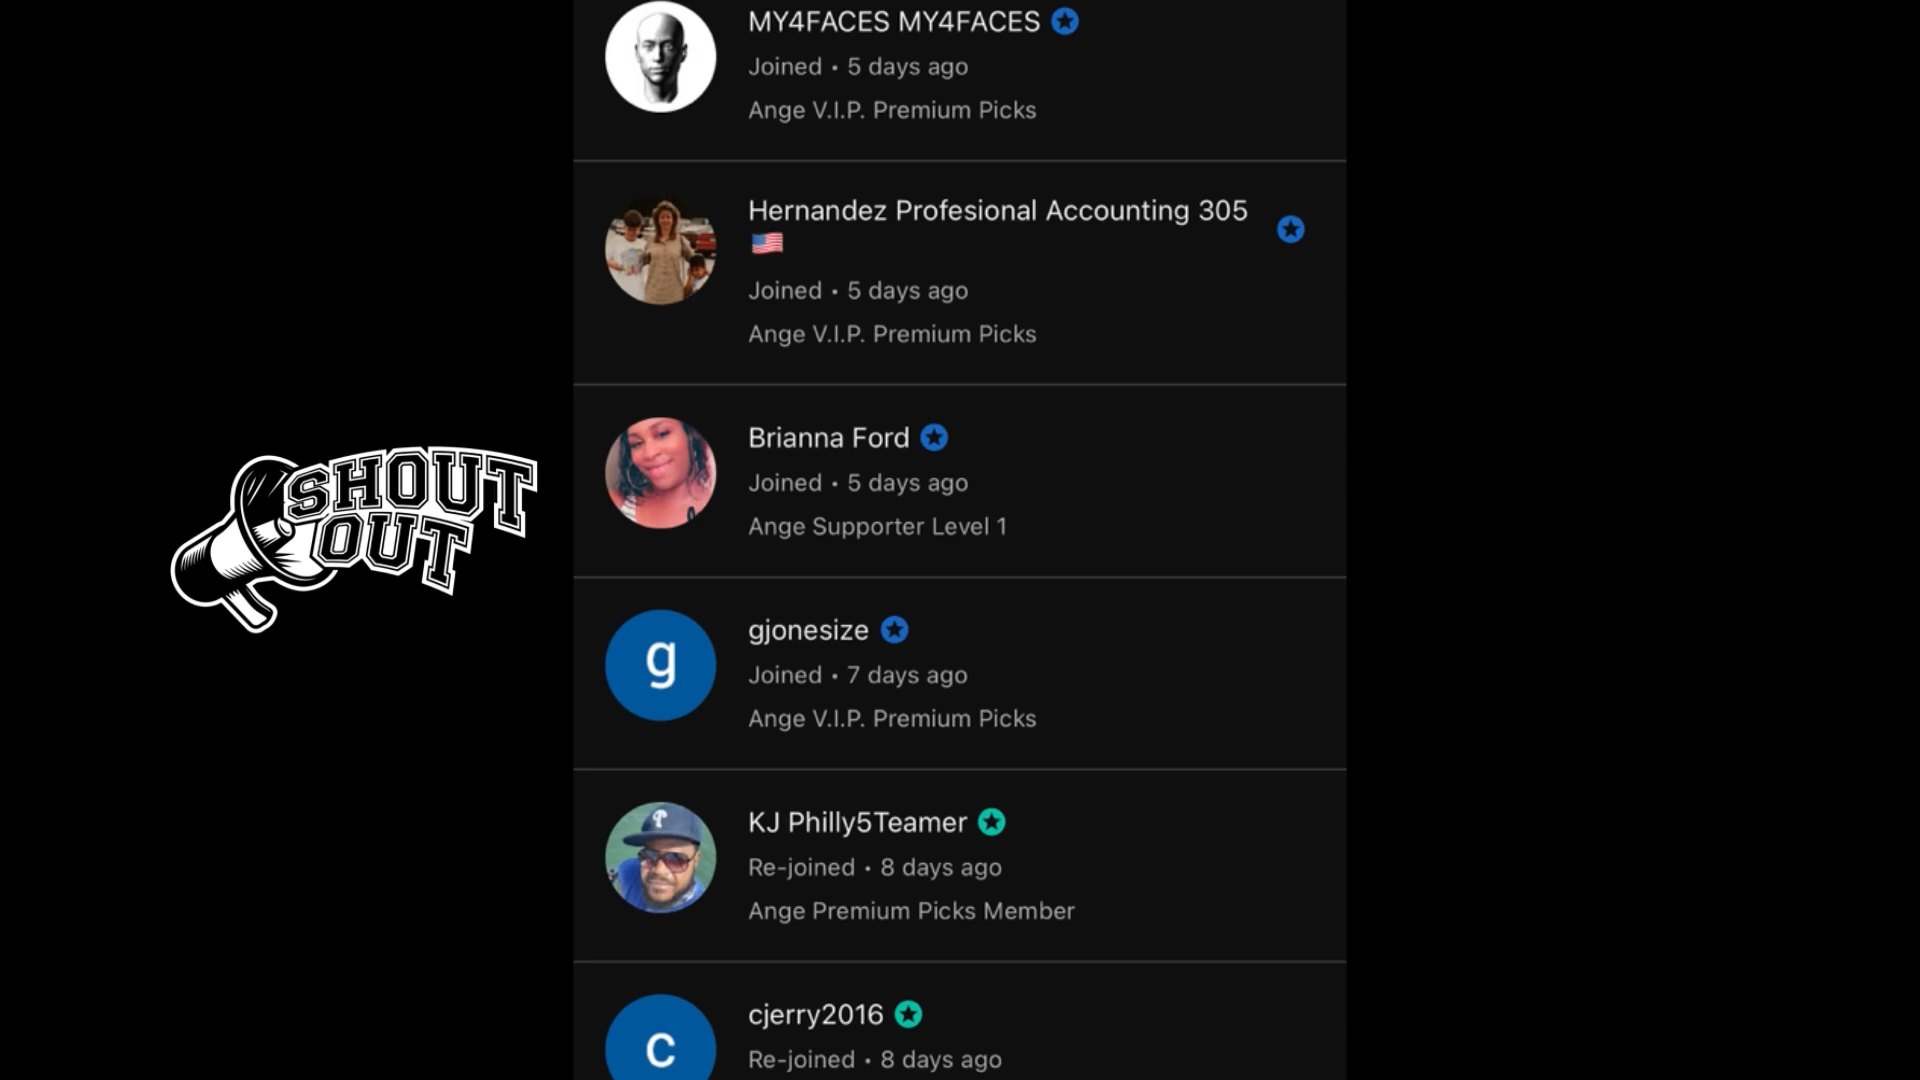 MY4FACES MY4FACES
Joined • 5 days ago
Ange V.I.P. Premium Picks
Hernandez Profesional Accounting 305
🇺🇸
Joined • 5 days ago
Ange V.I.P. Premium Picks
SHOUT
OUT
Brianna Ford
Joined • 5 days ago
Ange Supporter Level 1
g
gjonesize
Joined • 7 days ago
Ange V.I.P. Premium Picks
KJ Philly5Teamer
Re-joined • 8 days ago
Ange Premium Picks Member
c
cjerry2016
Re-joined • 8 days ago